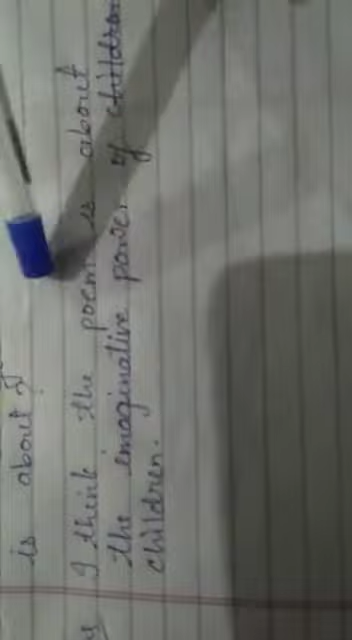 is about?
I think the poem is about
the imaginative power of children
children.